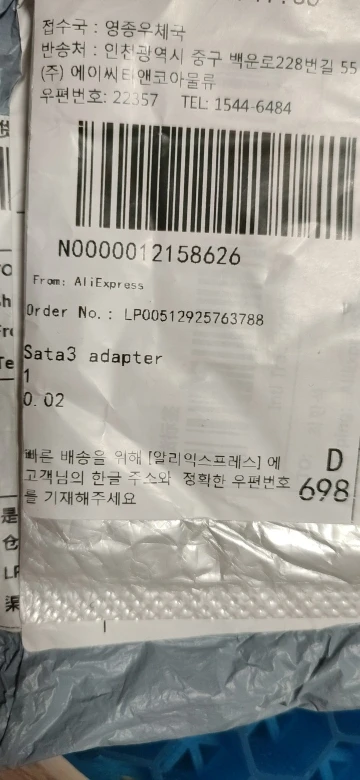 접수국 : 영종우체국
반송처 : 인천광역시 중구 백운로228번길 55
(주) 에이씨티앤코아물류
우편번호: 22357 TEL: 1544-6484
N0000012158626
From: AliExpress
Order No.: LP00512925763788
Sata3 adapter
1
0.02
빠른 배송을 위해 [알리익스프레스] 에
고객님의 한글 주소와 정확한 우편번호
를 기재해주세요
D
698
是
仓
LP
渠